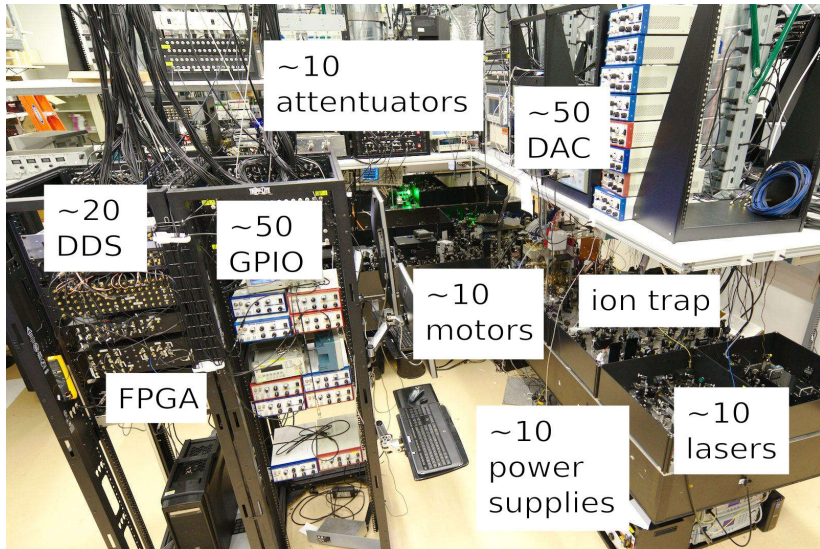 ~10
attentuators
~50
DAC
~20
DDS
~50
GPIO
~10
motors
ion trap
FPGA
~10
lasers
~10
power
supplies